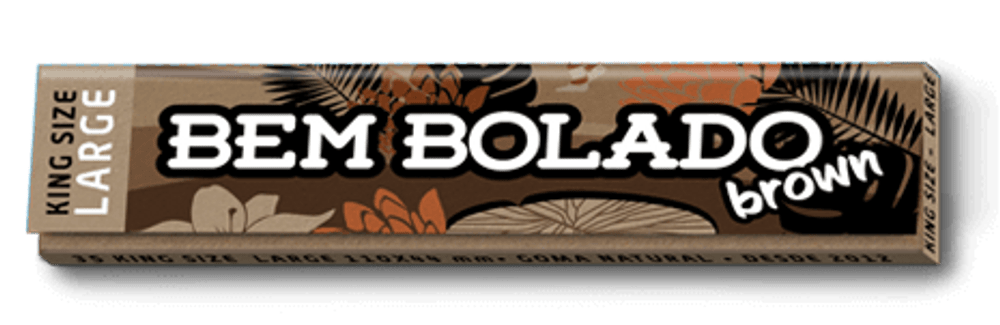 KING SIZE
LARGE
BEM BOLADO
brown
KING SIZE - LARGE
35 KING SIZE LARGE 110X44 mm• GOMA NATURAL • DESDE 2012